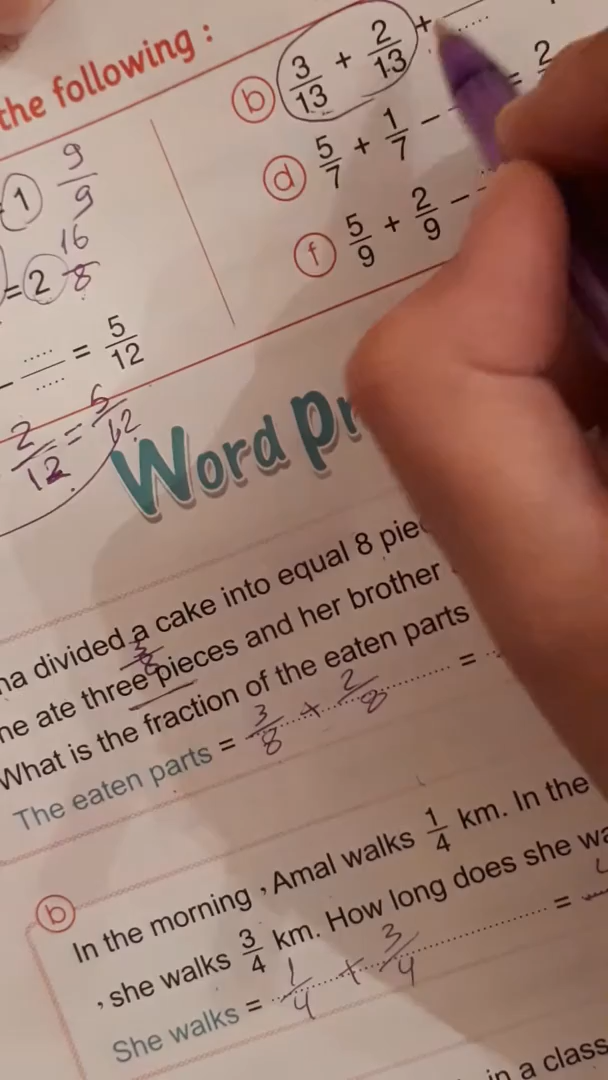 the following :
1 9/9
= 2 16/8
- ...... / ...... = 5/12
2/12 = 5/12
b 3/13 + 2/13 + ......
d 5/7 + 1/7 -
f 5/9 + 2/9 -
Word
divided a cake into equal 8
3/8
ate three pieces and her brother
What is the fraction of the eaten parts
The eaten parts = 3/8 + 2/8 =
b
In the morning , Amal walks 1/4 km. In the
, she walks 3/4 km. How long does she
She walks = 1/4 + 3/4 =
in a class